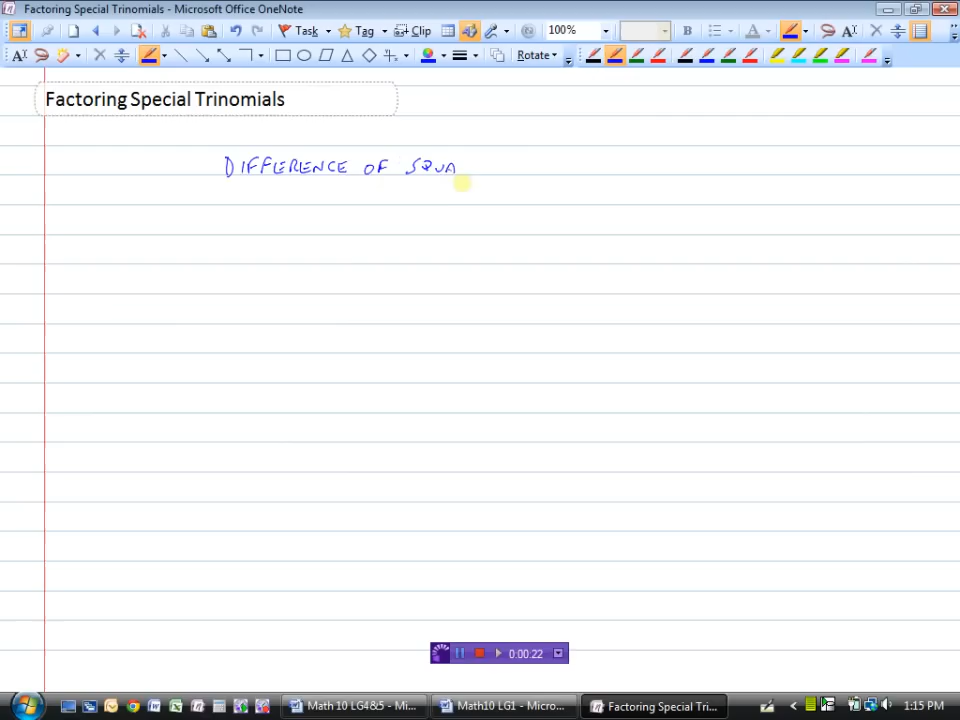 Factoring Special Trinomials - Microsoft Office OneNote
Task Tag Clip 100% B A
Rotate
Factoring Special Trinomials
DIFFERENCE OF SQUA
0:00:22
Math 10 LG4&5 - Mi... Math10 LG1 - Micro... Factoring Special Tri... 1:15 PM